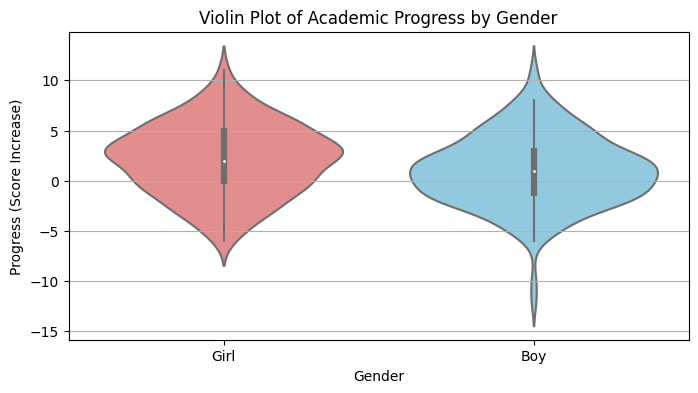 Violin Plot of Academic Progress by Gender
Progress (Score Increase)
10
5
0
−5
−10
−15
Girl
Boy
Gender